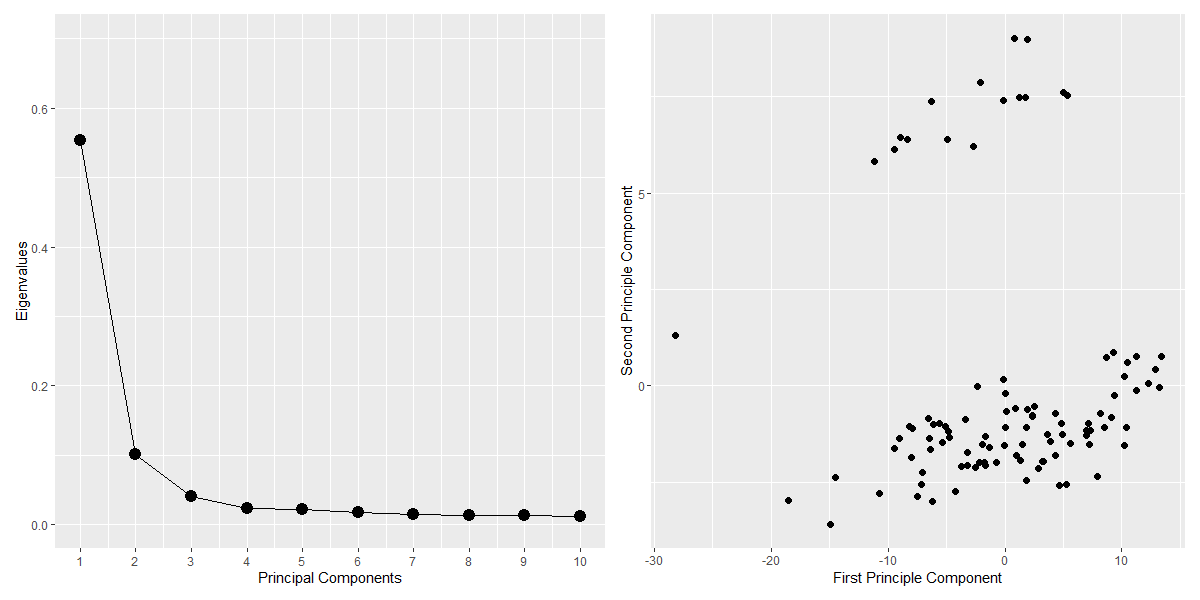 Eigenvalues
0.6
0.4
0.2
0.0
1 2 3 4 5 6 7 8 9 10
Principal Components
Second Principle Component
5
0
-30 -20 -10 0 10
First Principle Component